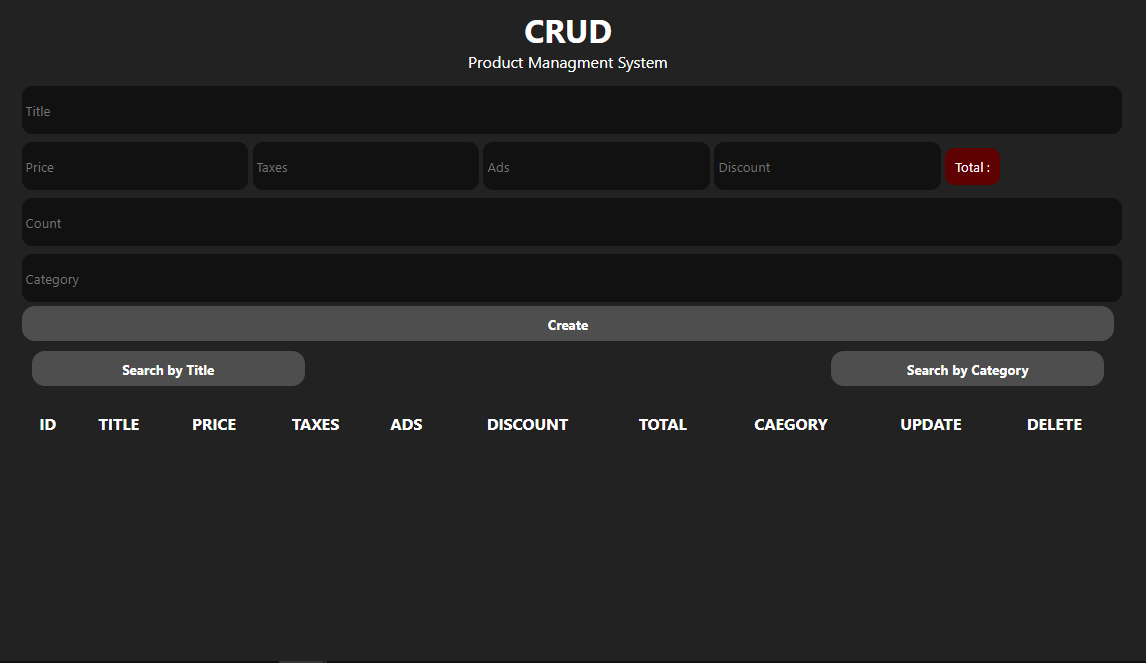 CRUD
Product Managment System
Title
Price Taxes Ads Discount Total :
Count
Category
Create
Search by Title Search by Category
ID TITLE PRICE TAXES ADS DISCOUNT TOTAL CAEGORY UPDATE DELETE